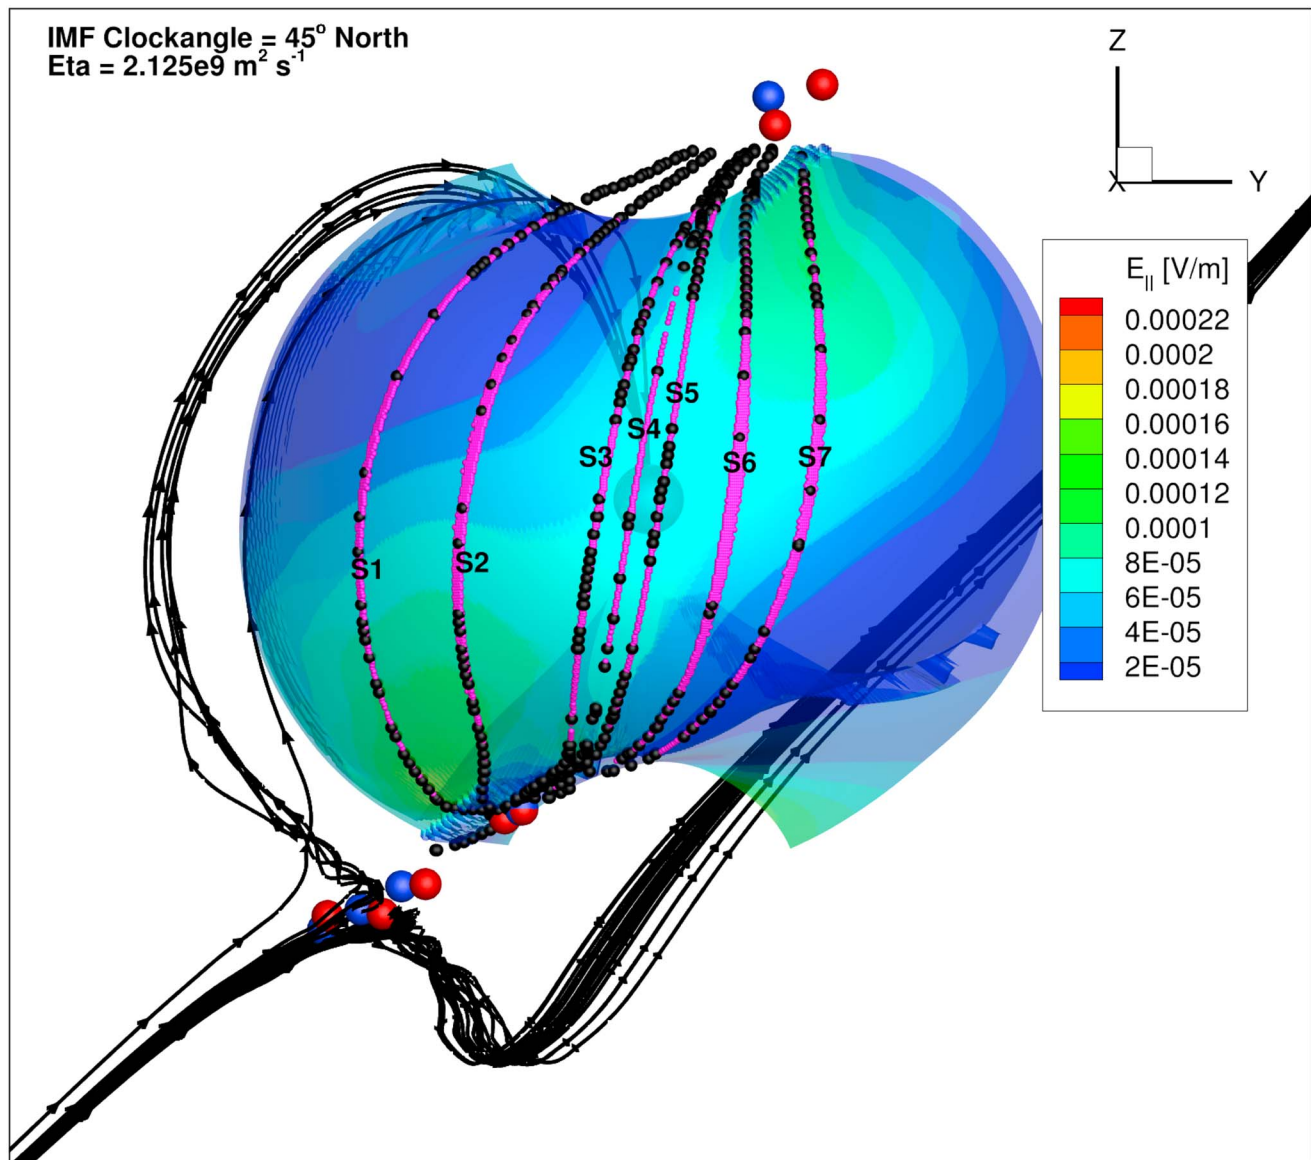 IMF Clockangle = 45° North
Eta = 2.125e9 m² s⁻¹
Z
X
Y
E|| [V/m]
0.00022
0.0002
0.00018
0.00016
0.00014
0.00012
0.0001
8E-05
6E-05
4E-05
2E-05
S5
S4
S3
S6
S7
S1
S2